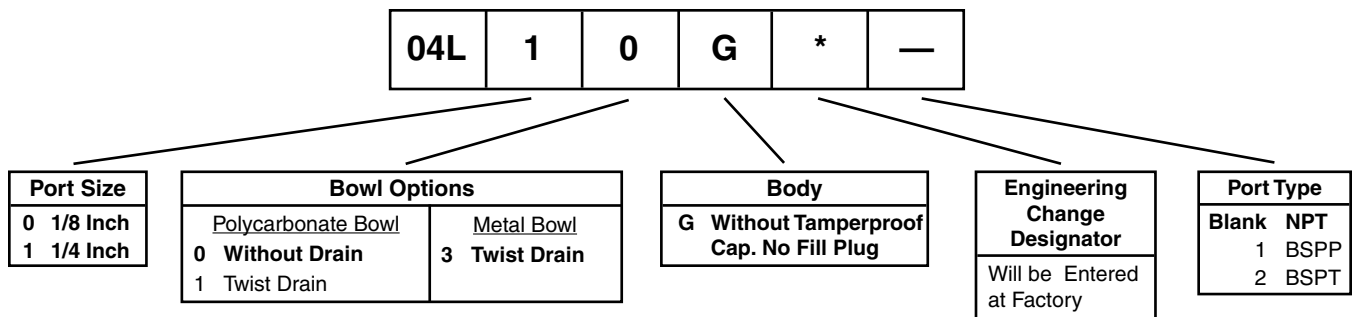 04L 1 0 G * —
Port Size
0 1/8 Inch
1 1/4 Inch
Bowl Options
Polycarbonate Bowl
0 Without Drain
1 Twist Drain
Metal Bowl
3 Twist Drain
Body
G Without Tamperproof
Cap. No Fill Plug
Engineering
Change
Designator
Will be Entered
at Factory
Port Type
Blank NPT
1 BSPP
2 BSPT